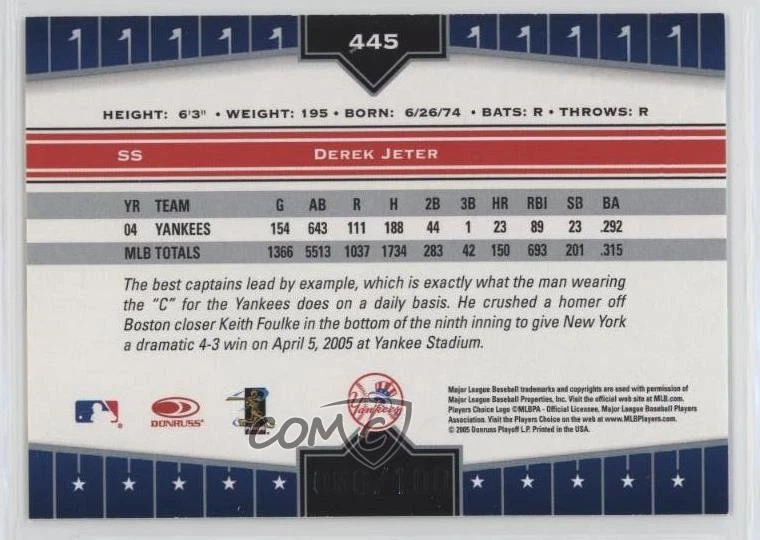 445
HEIGHT: 6'3" • WEIGHT: 195 • BORN: 6/26/74 • BATS: R • THROWS: R
SS DEREK JETER
YR TEAM G AB R H 2B 3B HR RBI SB BA
04 YANKEES 154 643 111 188 44 1 23 89 23 .292
MLB TOTALS 1366 5513 1037 1734 283 42 150 693 201 .315
The best captains lead by example, which is exactly what the man wearing
the "C" for the Yankees does on a daily basis. He crushed a homer off
Boston closer Keith Foulke in the bottom of the ninth inning to give New York
a dramatic 4-3 win on April 5, 2005 at Yankee Stadium.
Major League Baseball trademarks and copyrights are used with permission of
Major League Baseball Properties, Inc. Visit the official web site at MLB.com.
Players Choice Logo ©MLBPA - Official Licensee. Major League Baseball Players
Association. Visit the Players Choice on the web at www.MLBPlayers.com.
© 2005 Donruss Playoff L.P. Printed in the USA.
DONRUSS
Yankees
COMC
/100